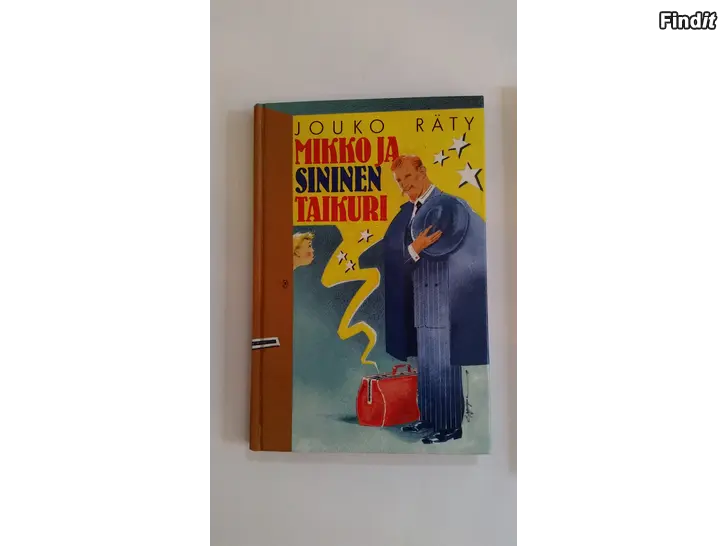 Findit
JOUKO RÄTY
MIKKO JA
SININEN
TAIKURI